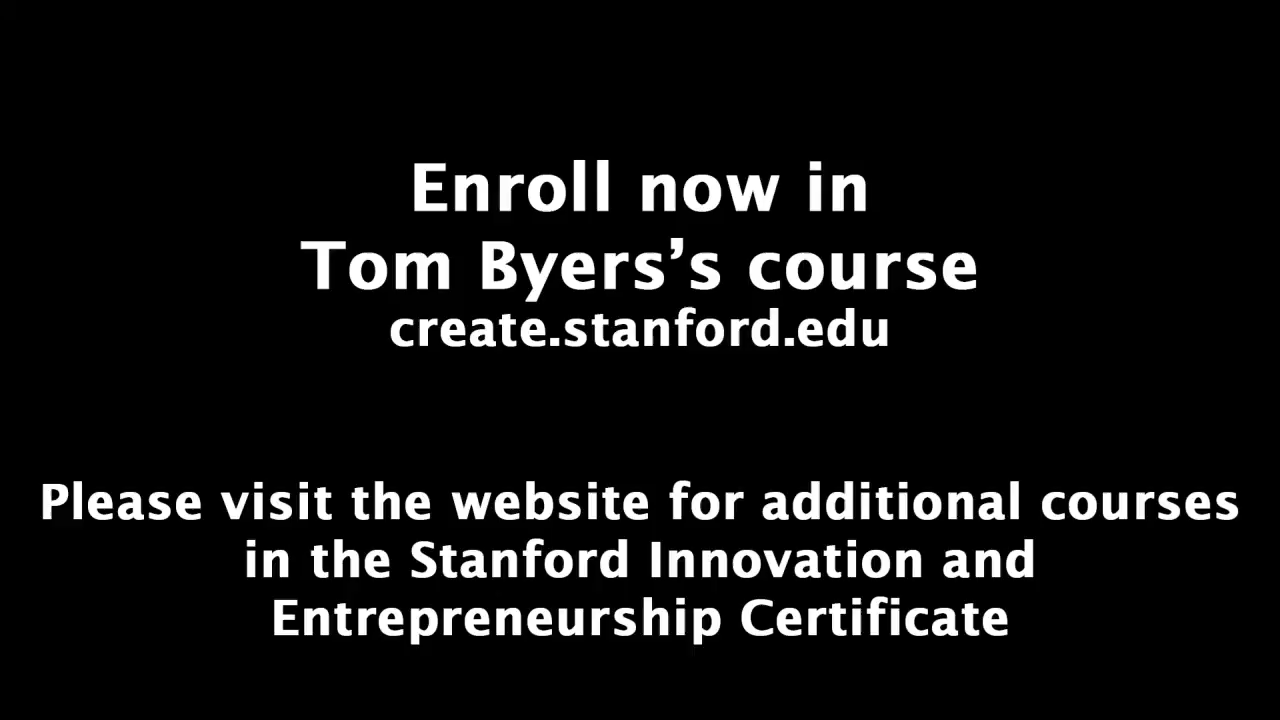 Enroll now in
Tom Byers’s course
create.stanford.edu
Please visit the website for additional courses
in the Stanford Innovation and
Entrepreneurship Certificate